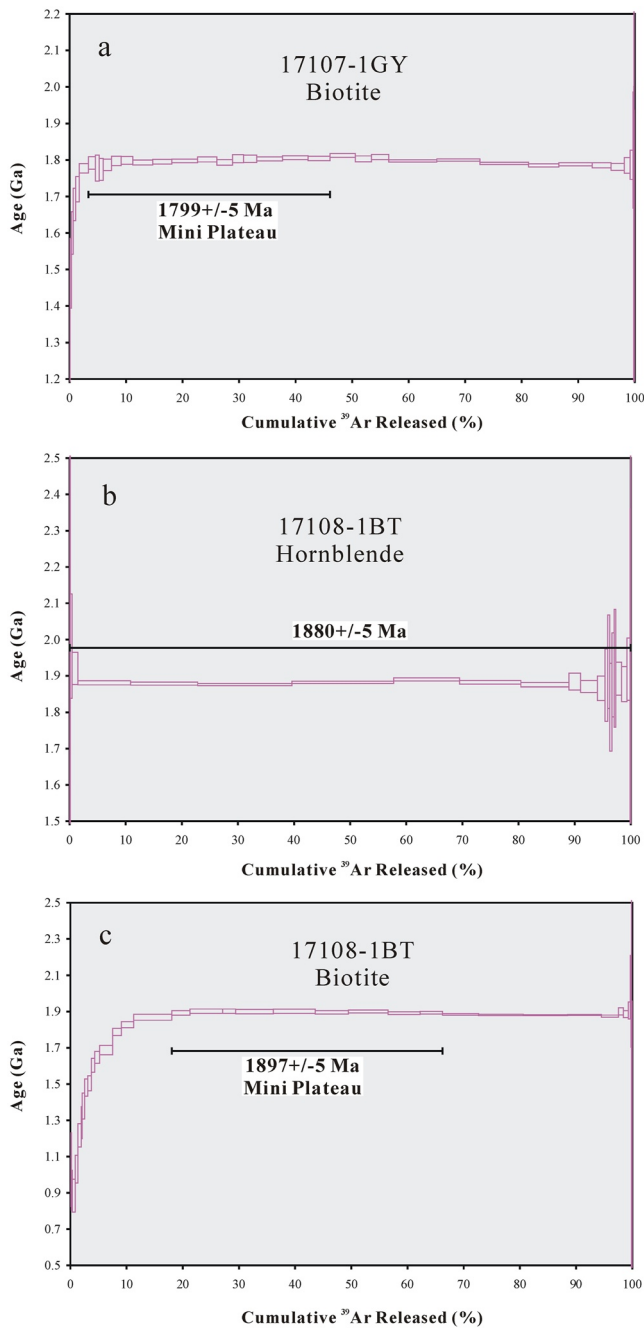 a
17107-1GY
Biotite
2.2
2.1
2.0
1.9
1.8
1.7
1.6
1.5
1.4
1.3
1.2
Age (Ga)
1799+/-5 Ma
Mini Plateau
0 10 20 30 40 50 60 70 80 90 100
Cumulative ³⁹Ar Released (%)
b
17108-1BT
Hornblende
2.5
2.4
2.3
2.2
2.1
2.0
1.9
1.8
1.7
1.6
1.5
Age (Ga)
1880+/-5 Ma
0 10 20 30 40 50 60 70 80 90 100
Cumulative ³⁹Ar Released (%)
c
17108-1BT
Biotite
2.5
2.3
2.1
1.9
1.7
1.5
1.3
1.1
0.9
0.7
0.5
Age (Ga)
1897+/-5 Ma
Mini Plateau
0 10 20 30 40 50 60 70 80 90 100
Cumulative ³⁹Ar Released (%)